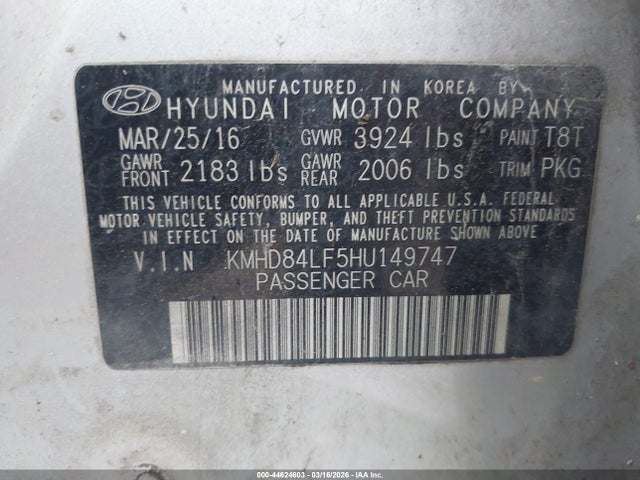 MANUFACTURED IN KOREA BY
HYUNDAI MOTOR COMPANY
MAR/25/16 GVWR 3924 lbs PAINT T8T
GAWR FRONT 2183 lbs GAWR REAR 2006 lbs TRIM PKG
THIS VEHICLE CONFORMS TO ALL APPLICABLE U.S.A. FEDERAL
MOTOR VEHICLE SAFETY, BUMPER, AND THEFT PREVENTION STANDARDS
IN EFFECT ON THE DATE OF MANUFACTURE SHOWN ABOVE.
V.I.N KMHD84LF5HU149747
PASSENGER CAR
000-44624603 - 03/16/2026 - IAAI.COM